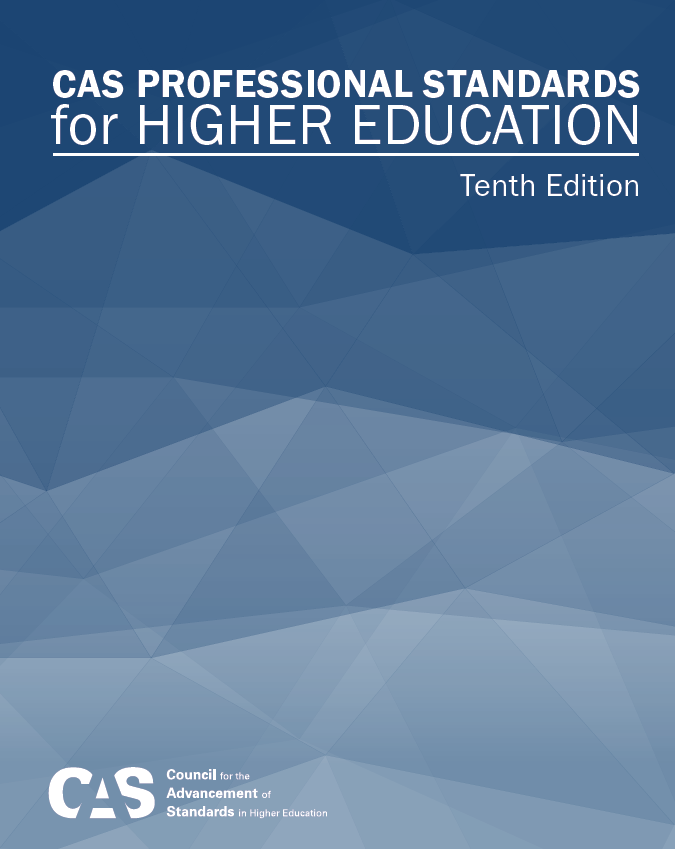 CAS PROFESSIONAL STANDARDS
for HIGHER EDUCATION
Tenth Edition
CAS
Council for the
Advancement of
Standards in Higher Education